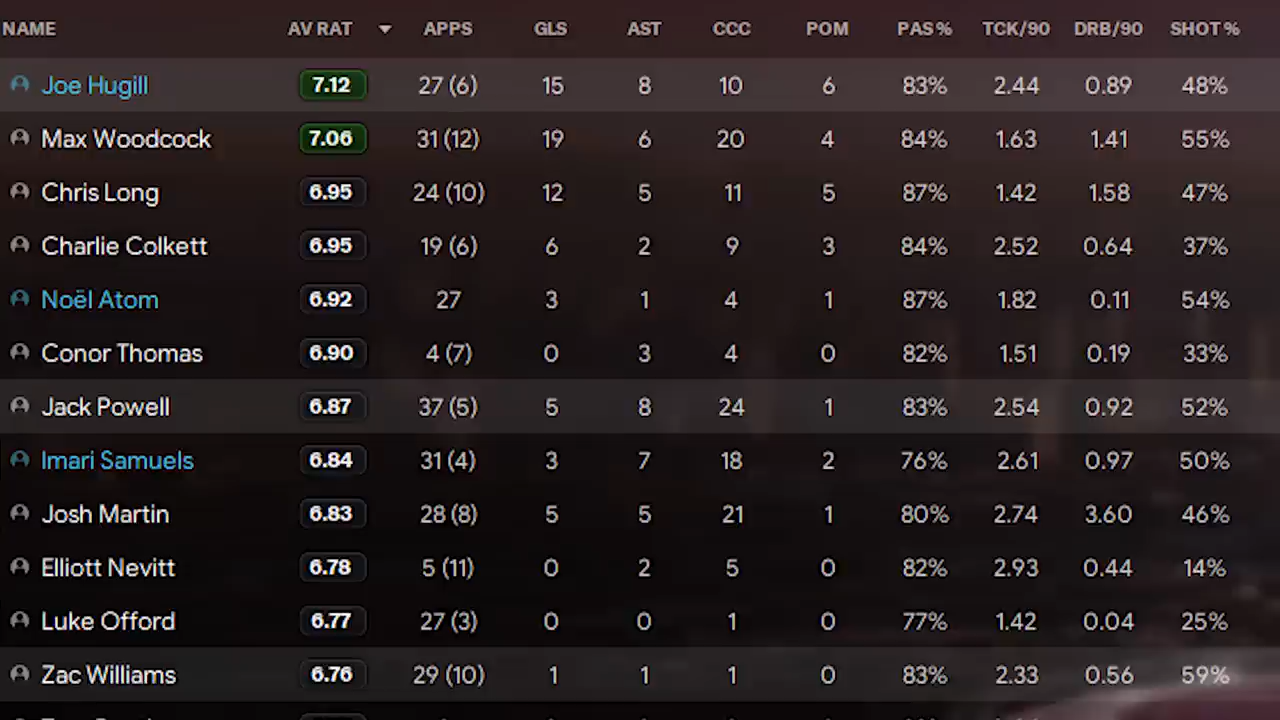 NAME AV RAT APPS GLS AST CCC POM PAS% TCK/90 DRB/90 SHOT%
Joe Hugill 7.12 27 (6) 15 8 10 6 83% 2.44 0.89 48%
Max Woodcock 7.06 31 (12) 19 6 20 4 84% 1.63 1.41 55%
Chris Long 6.95 24 (10) 12 5 11 5 87% 1.42 1.58 47%
Charlie Colkett 6.95 19 (6) 6 2 9 3 84% 2.52 0.64 37%
Noël Atom 6.92 27 3 1 4 1 87% 1.82 0.11 54%
Conor Thomas 6.90 4 (7) 0 3 4 0 82% 1.51 0.19 33%
Jack Powell 6.87 37 (5) 5 8 24 1 83% 2.54 0.92 52%
Imari Samuels 6.84 31 (4) 3 7 18 2 76% 2.61 0.97 50%
Josh Martin 6.83 28 (8) 5 5 21 1 80% 2.74 3.60 46%
Elliott Nevitt 6.78 5 (11) 0 2 5 0 82% 2.93 0.44 14%
Luke Offord 6.77 27 (3) 0 0 1 0 77% 1.42 0.04 25%
Zac Williams 6.76 29 (10) 1 1 1 0 83% 2.33 0.56 59%